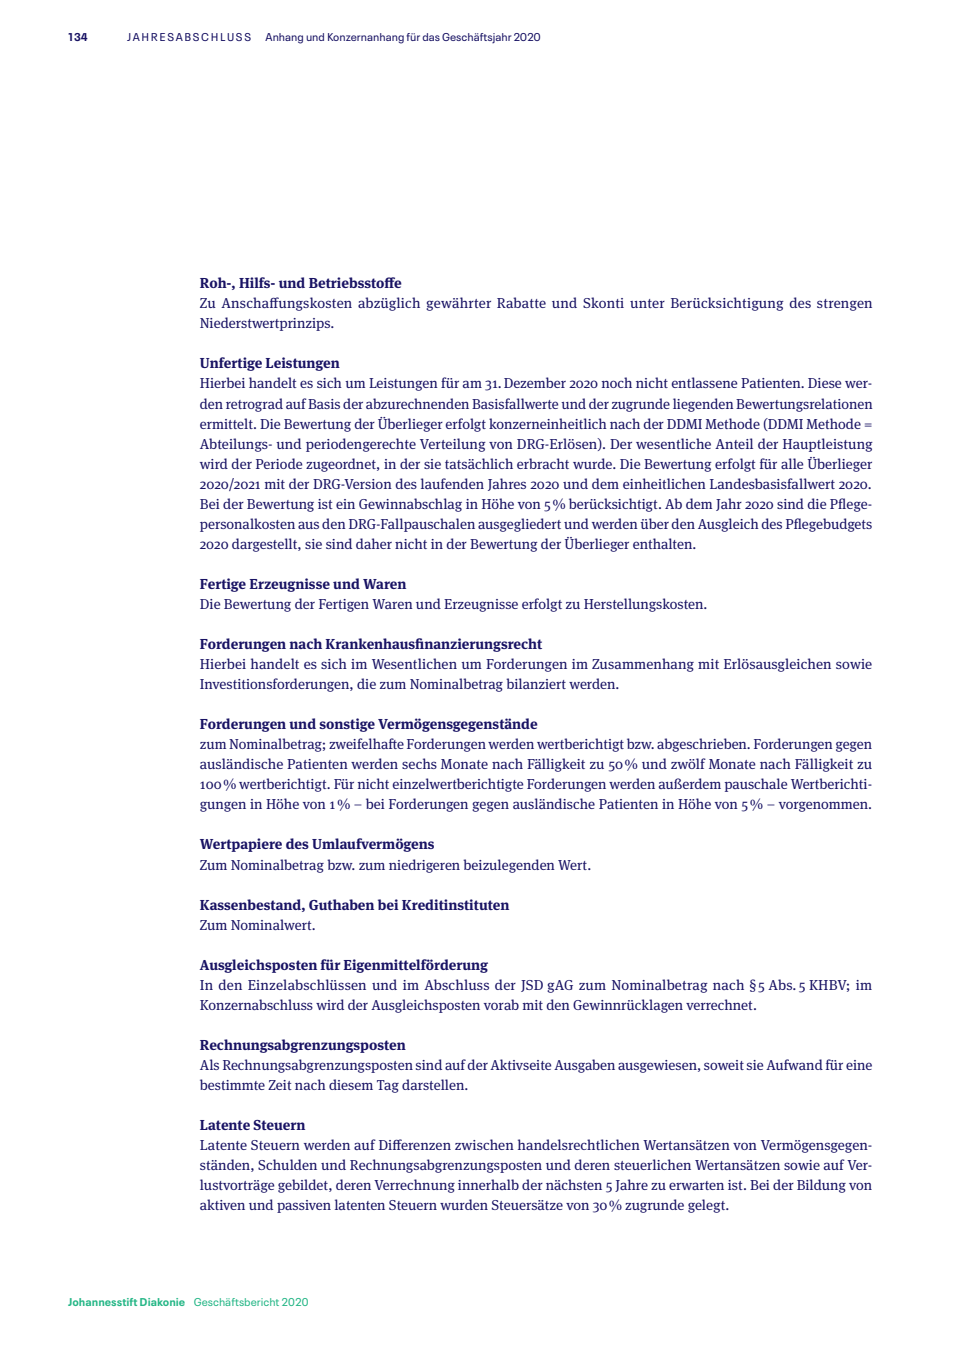 134 JAHRESABSCHLUSS Anhang und Konzernanhang für das Geschäftsjahr 2020
Roh-, Hilfs- und Betriebsstoffe
Zu Anschaffungskosten abzüglich gewährter Rabatte und Skonti unter Berücksichtigung des strengen
Niederstwertprinzips.
Unfertige Leistungen
Hierbei handelt es sich um Leistungen für am 31. Dezember 2020 noch nicht entlassene Patienten. Diese wer-
den retrograd auf Basis der abzurechnenden Basisfallwerte und der zugrunde liegenden Bewertungsrelationen
ermittelt. Die Bewertung der Überlieger erfolgt konzerneinheitlich nach der DDMI Methode (DDMI Methode =
Abteilungs- und periodengerechte Verteilung von DRG-Erlösen). Der wesentliche Anteil der Hauptleistung
wird der Periode zugeordnet, in der sie tatsächlich erbracht wurde. Die Bewertung erfolgt für alle Überlieger
2020/2021 mit der DRG-Version des laufenden Jahres 2020 und dem einheitlichen Landesbasisfallwert 2020.
Bei der Bewertung ist ein Gewinnabschlag in Höhe von 5 % berücksichtigt. Ab dem Jahr 2020 sind die Pflege-
personalkosten aus den DRG-Fallpauschalen ausgegliedert und werden über den Ausgleich des Pflegebudgets
2020 dargestellt, sie sind daher nicht in der Bewertung der Überlieger enthalten.
Fertige Erzeugnisse und Waren
Die Bewertung der Fertigen Waren und Erzeugnisse erfolgt zu Herstellungskosten.
Forderungen nach Krankenhausfinanzierungsrecht
Hierbei handelt es sich im Wesentlichen um Forderungen im Zusammenhang mit Erlösausgleichen sowie
Investitionsforderungen, die zum Nominalbetrag bilanziert werden.
Forderungen und sonstige Vermögensgegenstände
zum Nominalbetrag; zweifelhafte Forderungen werden wertberichtigt bzw. abgeschrieben. Forderungen gegen
ausländische Patienten werden sechs Monate nach Fälligkeit zu 50 % und zwölf Monate nach Fälligkeit zu
100 % wertberichtigt. Für nicht einzelwertberichtigte Forderungen werden außerdem pauschale Wertberichti-
gungen in Höhe von 1 % – bei Forderungen gegen ausländische Patienten in Höhe von 5 % – vorgenommen.
Wertpapiere des Umlaufvermögens
Zum Nominalbetrag bzw. zum niedrigeren beizulegenden Wert.
Kassenbestand, Guthaben bei Kreditinstituten
Zum Nominalwert.
Ausgleichsposten für Eigenmittelförderung
In den Einzelabschlüssen und im Abschluss der JSD gAG zum Nominalbetrag nach § 5 Abs. 5 KHBV; im
Konzernabschluss wird der Ausgleichsposten vorab mit den Gewinnrücklagen verrechnet.
Rechnungsabgrenzungsposten
Als Rechnungsabgrenzungsposten sind auf der Aktivseite Ausgaben ausgewiesen, soweit sie Aufwand für eine
bestimmte Zeit nach diesem Tag darstellen.
Latente Steuern
Latente Steuern werden auf Differenzen zwischen handelsrechtlichen Wertansätzen von Vermögensgegen-
ständen, Schulden und Rechnungsabgrenzungsposten und deren steuerlichen Wertansätzen sowie auf Ver-
lustvorträge gebildet, deren Verrechnung innerhalb der nächsten 5 Jahre zu erwarten ist. Bei der Bildung von
aktiven und passiven latenten Steuern wurden Steuersätze von 30 % zugrunde gelegt.
Johannesstift Diakonie Geschäftsbericht 2020